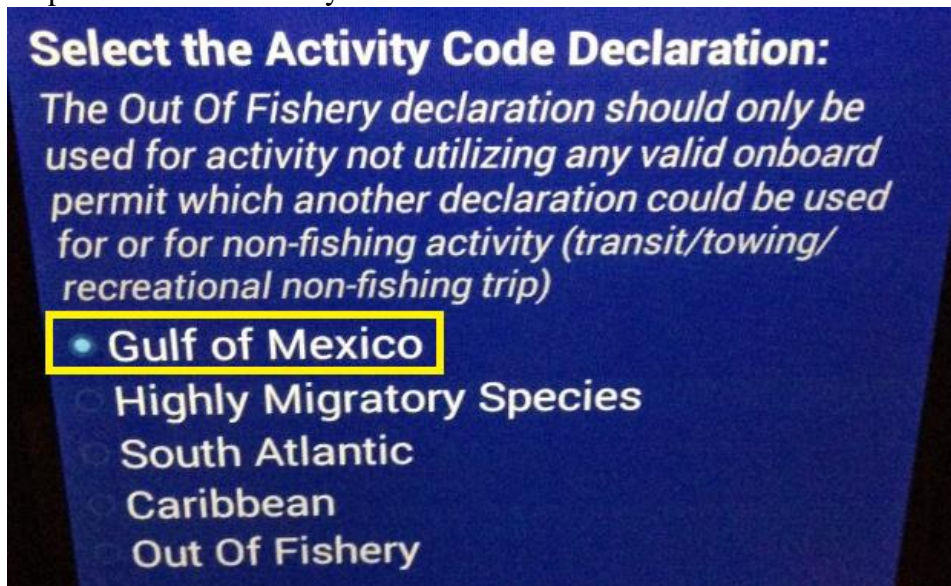 Select the Activity Code Declaration:
The Out Of Fishery declaration should only be
used for activity not utilizing any valid onboard
permit which another declaration could be used
for or for non-fishing activity (transit/towing/
recreational non-fishing trip)
Gulf of Mexico
Highly Migratory Species
South Atlantic
Caribbean
Out Of Fishery